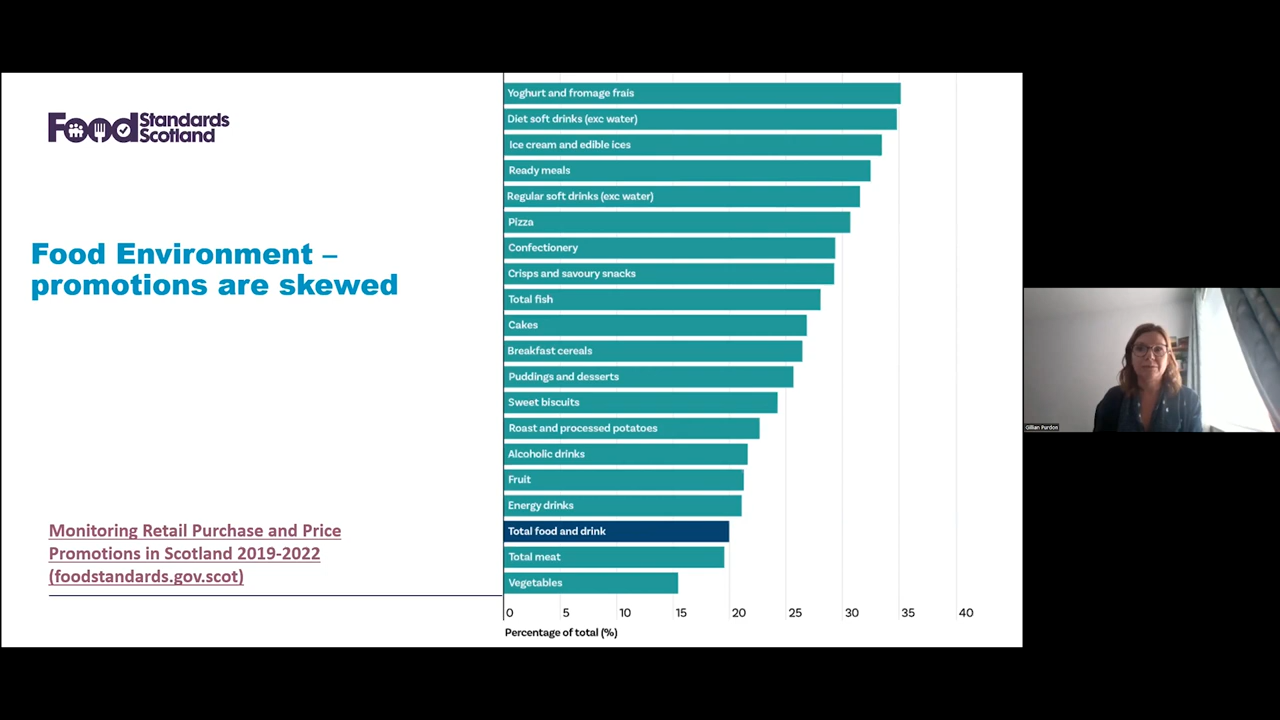 Food Standards
Scotland
Food Environment –
promotions are skewed
Monitoring Retail Purchase and Price
Promotions in Scotland 2019-2022
(foodstandards.gov.scot)
Yoghurt and fromage frais
Diet soft drinks (exc water)
Ice cream and edible ices
Ready meals
Regular soft drinks (exc water)
Pizza
Confectionery
Crisps and savoury snacks
Total fish
Cakes
Breakfast cereals
Puddings and desserts
Sweet biscuits
Roast and processed potatoes
Alcoholic drinks
Fruit
Energy drinks
Total food and drink
Total meat
Vegetables
0 5 10 15 20 25 30 35 40
Percentage of total (%)
Gillian Purdon